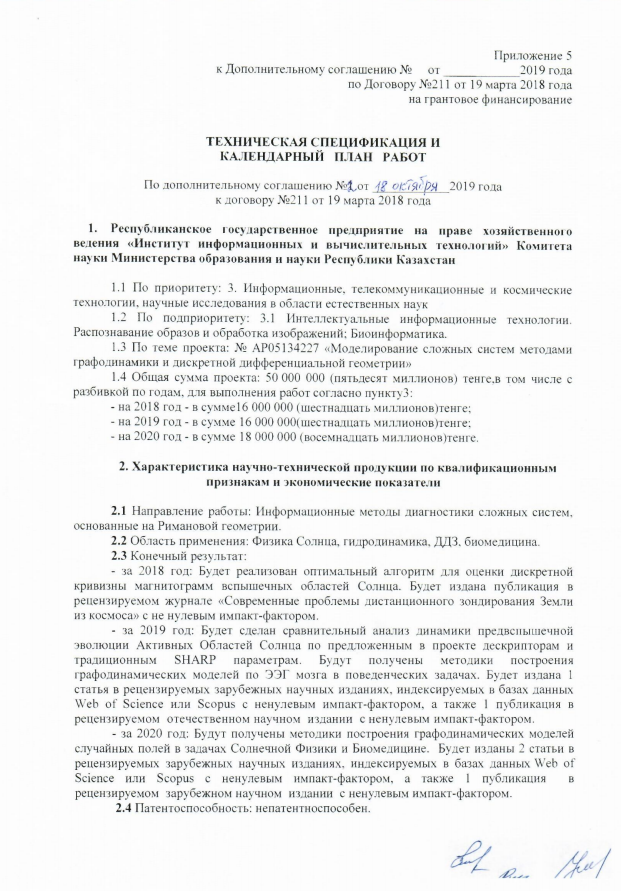 Приложение 5
к Дополнительному соглашению № от ____________2019 года
по Договору №211 от 19 марта 2018 года
на грантовое финансирование
ТЕХНИЧЕСКАЯ СПЕЦИФИКАЦИЯ И
КАЛЕНДАРНЫЙ ПЛАН РАБОТ
По дополнительному соглашению №2 от 18 октября 2019 года
к договору №211 от 19 марта 2018 года
1. Республиканское государственное предприятие на праве хозяйственного
ведения «Институт информационных и вычислительных технологий» Комитета
науки Министерства образования и науки Республики Казахстан
1.1 По приоритету: 3. Информационные, телекоммуникационные и космические
технологии, научные исследования в области естественных наук
1.2 По подприоритету: 3.1 Интеллектуальные информационные технологии.
Распознавание образов и обработка изображений; Биоинформатика.
1.3 По теме проекта: № АР05134227 «Моделирование сложных систем методами
графодинамики и дискретной дифференциальной геометрии»
1.4 Общая сумма проекта: 50 000 000 (пятьдесят миллионов) тенге,в том числе с
разбивкой по годам, для выполнения работ согласно пункту3:
- на 2018 год - в сумме16 000 000 (шестнадцать миллионов)тенге;
- на 2019 год - в сумме 16 000 000(шестнадцать миллионов)тенге;
- на 2020 год - в сумме 18 000 000 (восемнадцать миллионов)тенге.
2. Характеристика научно-технической продукции по квалификационным
признакам и экономические показатели
2.1 Направление работы: Информационные методы диагностики сложных систем,
основанные на Римановой геометрии.
2.2 Область применения: Физика Солнца, гидродинамика, ДДЗ, биомедицина.
2.3 Конечный результат:
- за 2018 год: Будет реализован оптимальный алгоритм для оценки дискретной
кривизны магнитограмм вспышечных областей Солнца. Будет издана публикация в
рецензируемом журнале «Современные проблемы дистанционного зондирования Земли
из космоса» с не нулевым импакт-фактором.
- за 2019 год: Будет сделан сравнительный анализ динамики предвспышечной
эволюции Активных Областей Солнца по предложенным в проекте дескрипторам и
традиционным SHARP параметрам. Будут получены методики построения
графодинамических моделей по ЭЭГ мозга в поведенческих задачах. Будет издана 1
статья в рецензируемых зарубежных научных изданиях, индексируемых в базах данных
Web of Science или Scopus с ненулевым импакт-фактором, а также 1 публикация в
рецензируемом отечественном научном издании с ненулевым импакт-фактором.
- за 2020 год: Будут получены методики построения графодинамических моделей
случайных полей в задачах Солнечной Физики и Биомедицине. Будет изданы 2 статьи в
рецензируемых зарубежных научных изданиях, индексируемых в базах данных Web of
Science или Scopus с ненулевым импакт-фактором, а также 1 публикация в
рецензируемом зарубежном научном издании с ненулевым импакт-фактором.
2.4 Патентоспособность: непатентноспособен.